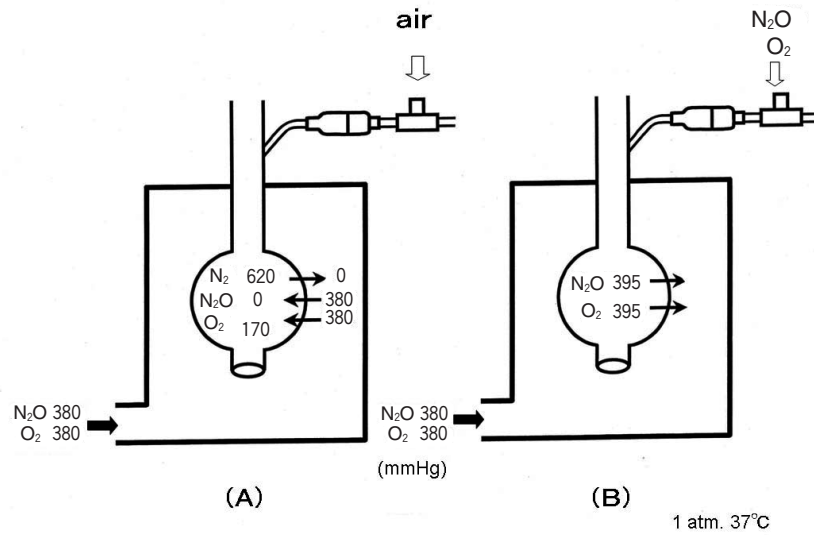 air
N₂O
O₂
N₂ 620 0
N₂O 0 380
O₂ 170 380
N₂O 395
O₂ 395
N₂O 380
O₂ 380
N₂O 380
O₂ 380
(mmHg)
(A)
(B)
1 atm. 37℃